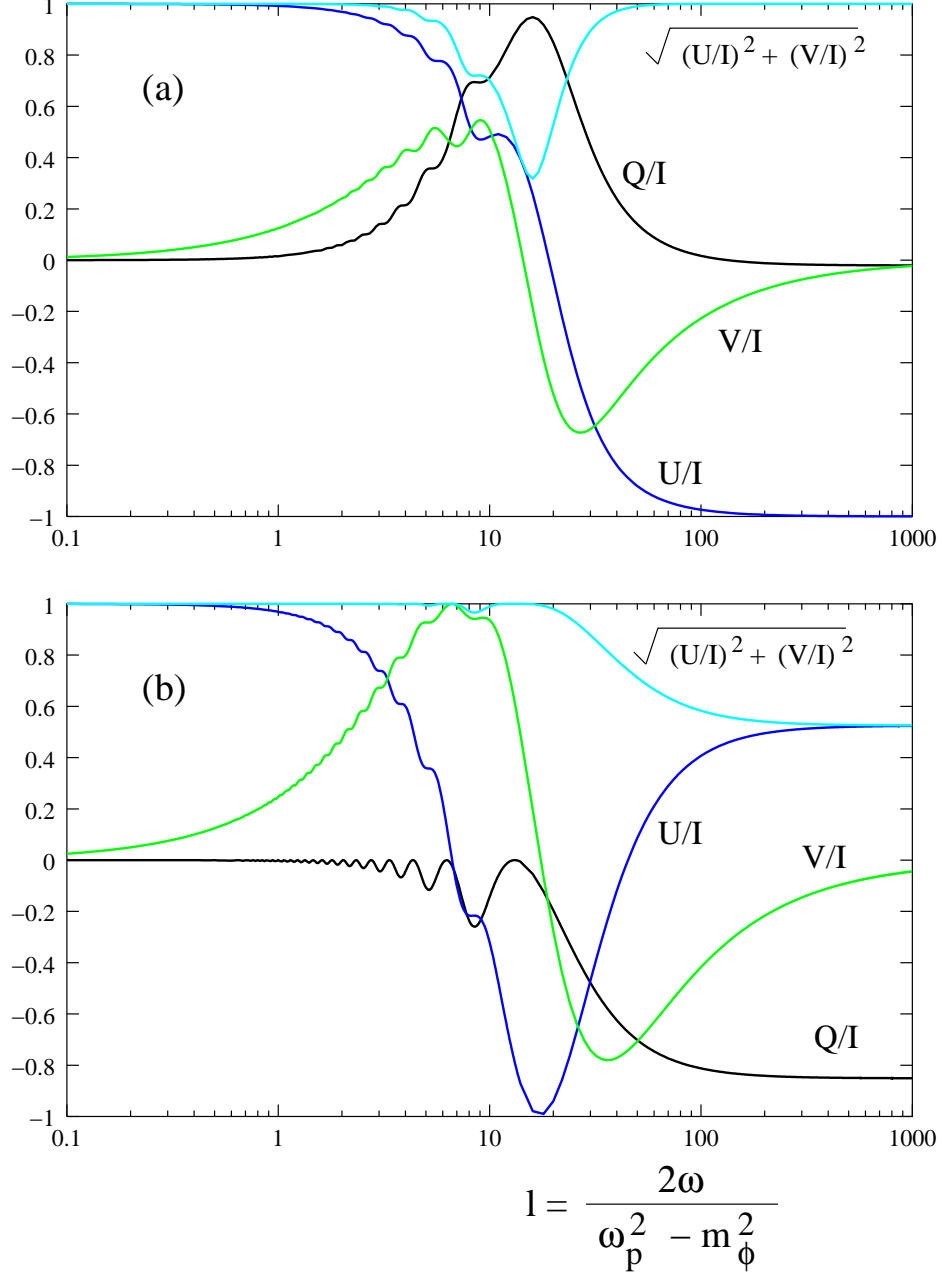 1
0.8
0.6
0.4
0.2
0
−0.2
−0.4
−0.6
−0.8
−1
(a)
√(U/I)² + (V/I)²
Q/I
V/I
U/I
0.1 1 10 100 1000
1
0.8
0.6
0.4
0.2
0
−0.2
−0.4
−0.6
−0.8
−1
(b)
√(U/I)² + (V/I)²
U/I
V/I
Q/I
0.1 1 10 100 1000
l = 2ω / ω_p² − m_ϕ²